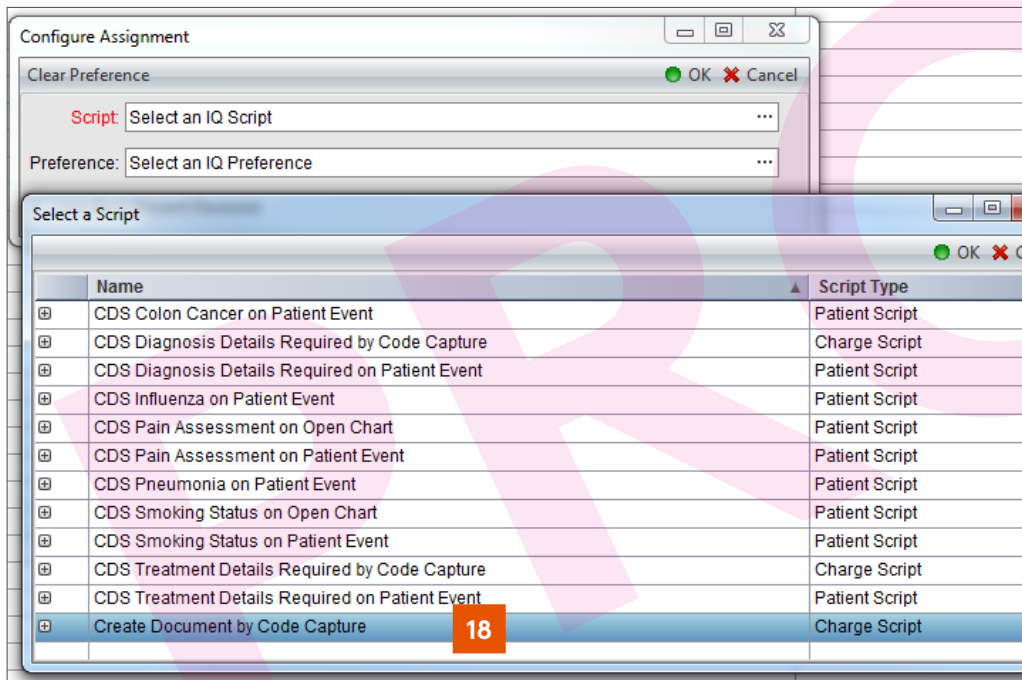 Configure Assignment
Clear Preference OK Cancel
Script: Select an IQ Script ...
Preference: Select an IQ Preference ...
Select a Script
OK
Name Script Type
CDS Colon Cancer on Patient Event Patient Script
CDS Diagnosis Details Required by Code Capture Charge Script
CDS Diagnosis Details Required on Patient Event Patient Script
CDS Influenza on Patient Event Patient Script
CDS Pain Assessment on Open Chart Patient Script
CDS Pain Assessment on Patient Event Patient Script
CDS Pneumonia on Patient Event Patient Script
CDS Smoking Status on Open Chart Patient Script
CDS Smoking Status on Patient Event Patient Script
CDS Treatment Details Required by Code Capture Charge Script
CDS Treatment Details Required on Patient Event Patient Script
Create Document by Code Capture 18 Charge Script